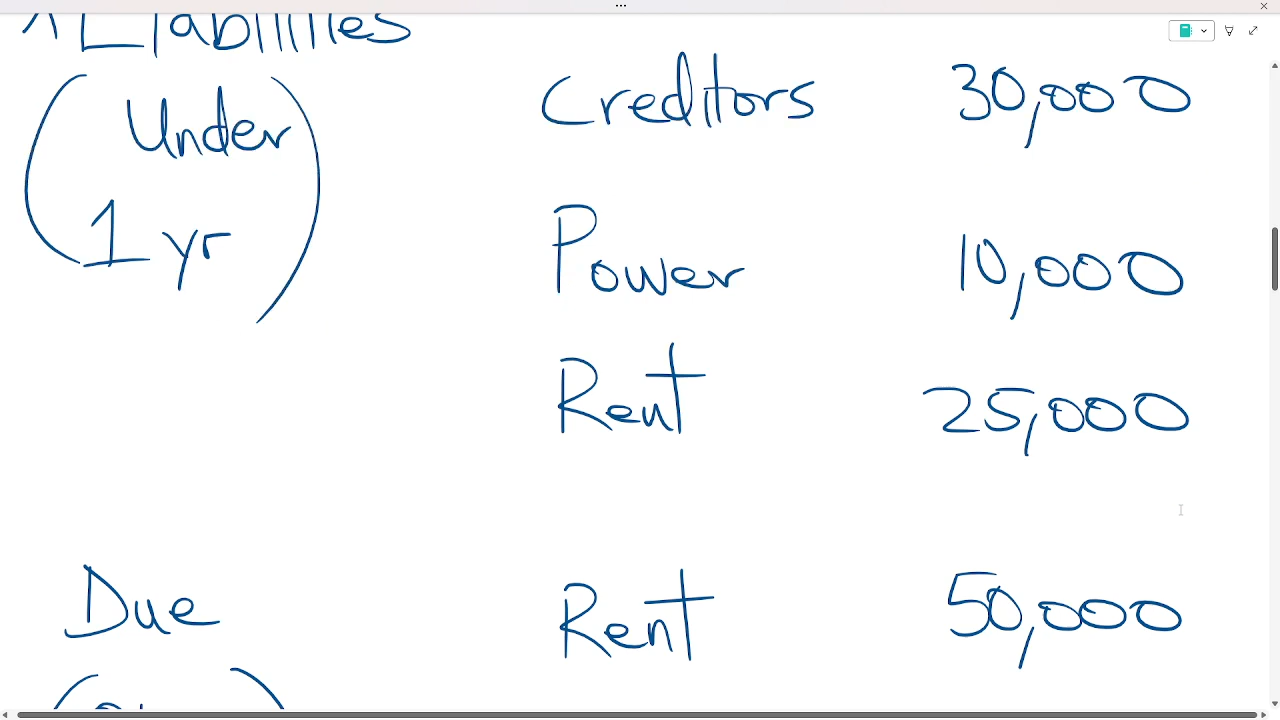 Liabilities
(Under Creditors 30,000
1 yr) Power 10,000
Rent 25,000
Due Rent 50,000